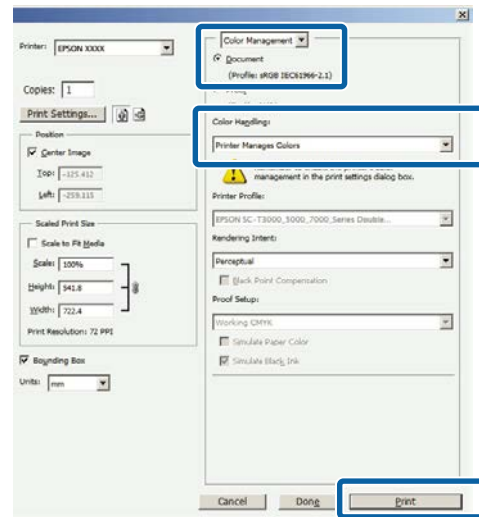 Printer:
EPSON XXXX
Copies:
1
Print Settings...
Position
Center Image
Top:
-125.412
Left:
-259.115
Scaled Print Size
Scale to Fit Media
Scale:
100%
Height:
541.8
Width:
722.4
Print Resolution: 72 PPI
Bounding Box
Units:
mm
Color Management
Document
(Profile: sRGB IEC61966-2.1)
Color Handling:
Printer Manages Colors
management in the print settings dialog box.
Printer Profile:
EPSON SC-T3000_5000_7000_Series Double...
Rendering Intent:
Perceptual
Black Point Compensation
Proof Setup:
Working CMYK
Simulate Paper Color
Simulate Black Ink
Cancel
Done
Print